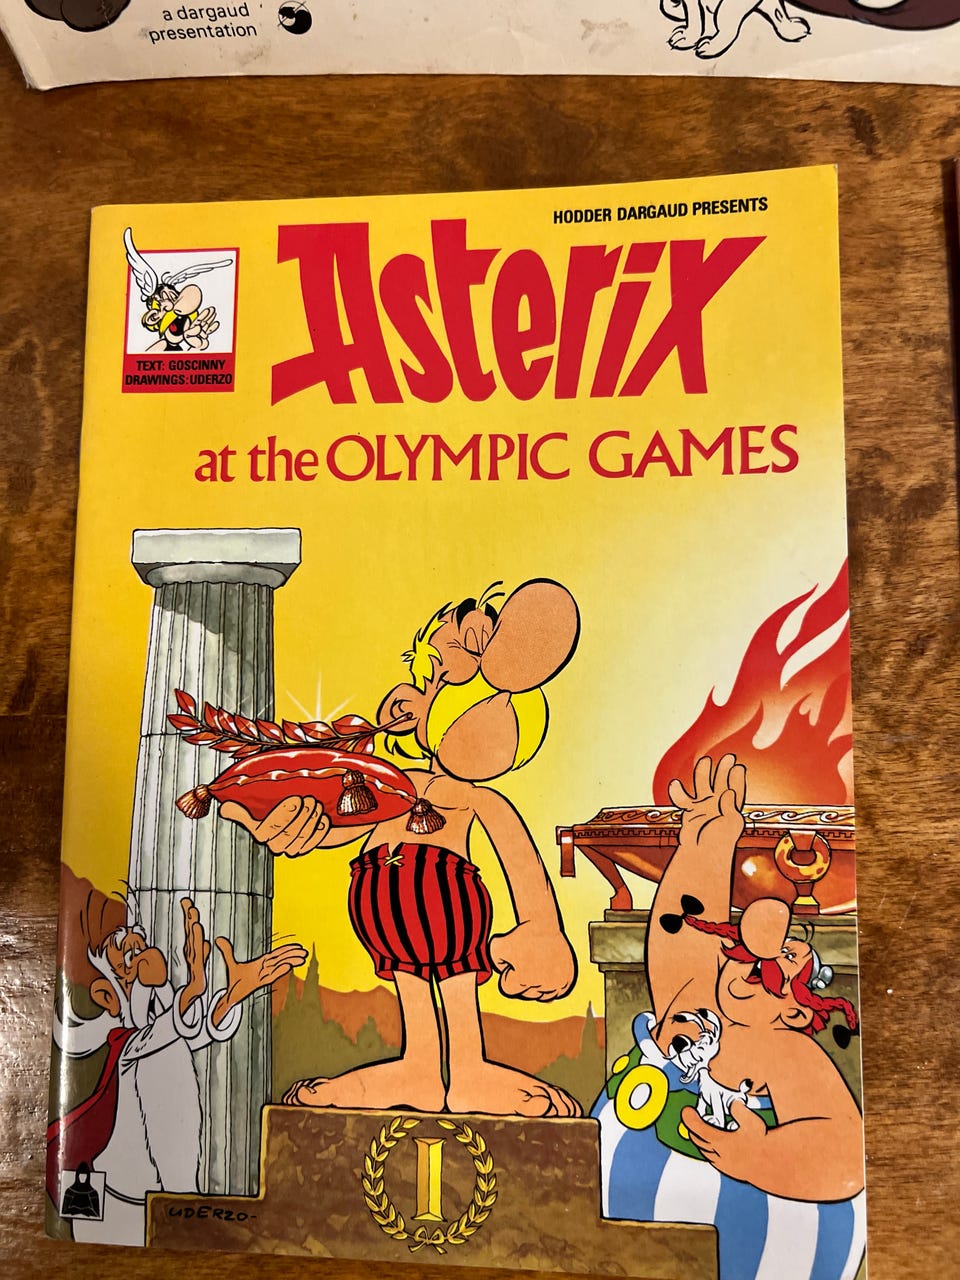 a dargaud
presentation
HODDER DARGAUD PRESENTS
Asterix
TEXT: GOSCINNY
DRAWINGS: UDERZO
at the OLYMPIC GAMES
I
UDERZO-